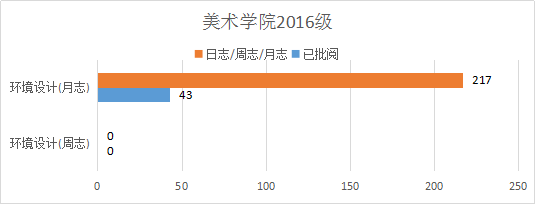 美术学院2016级
日志/周志/月志 已批阅
环境设计(月志) 217
43
环境设计(周志) 0
0
0 50 100 150 200 250